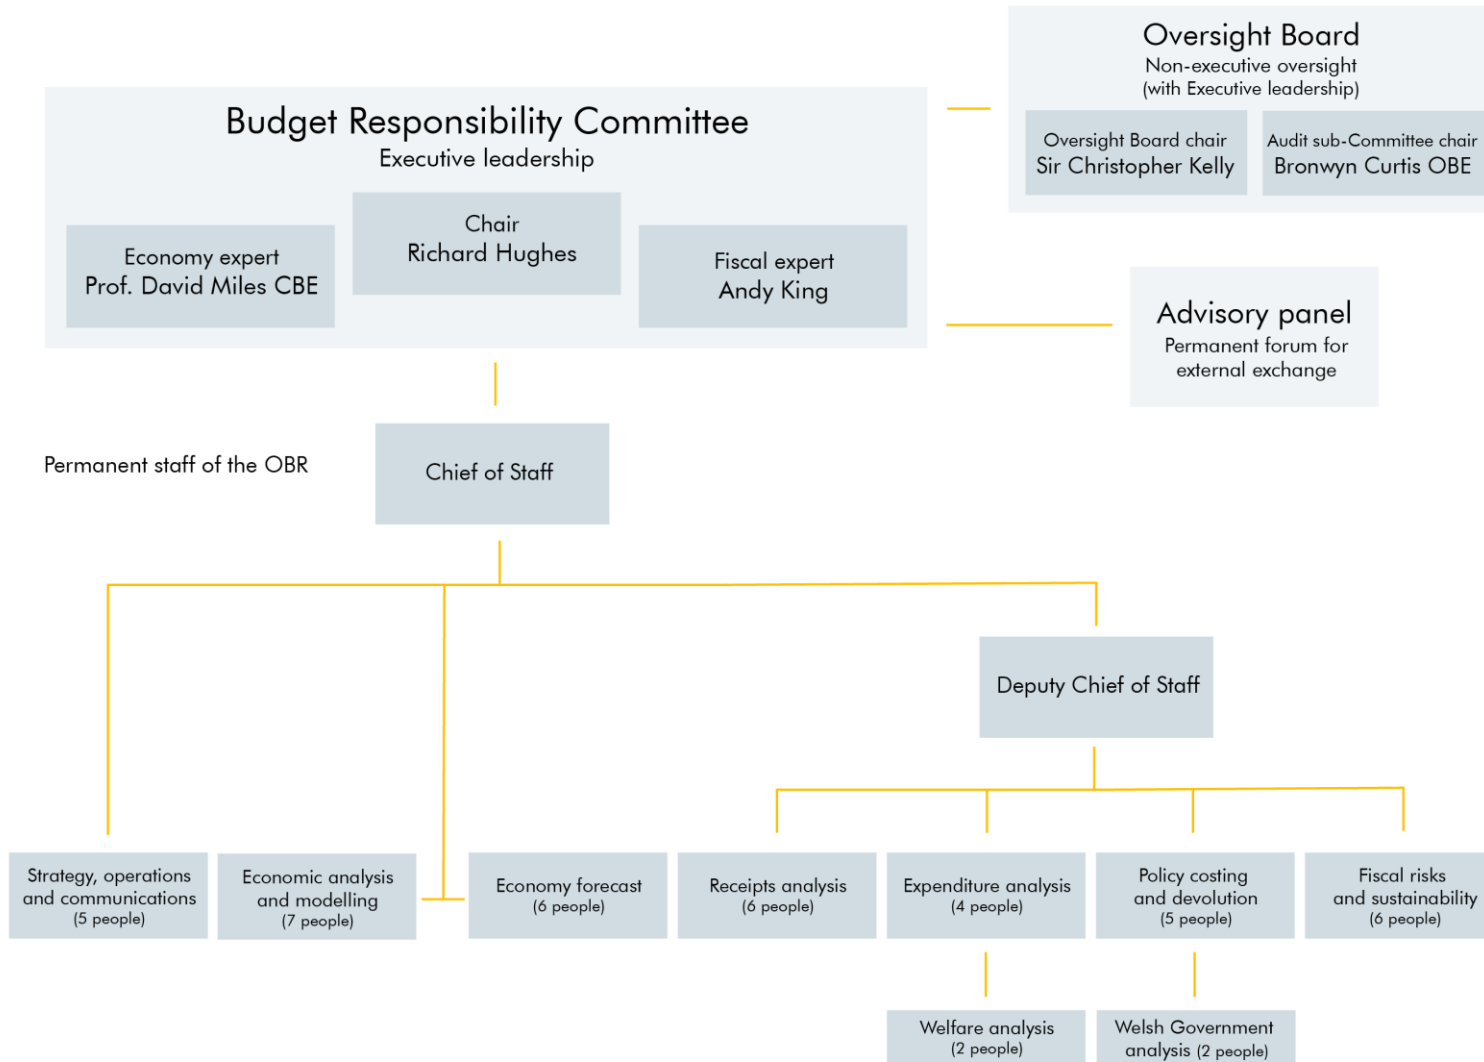 Budget Responsibility Committee
Executive leadership
Economy expert
Prof. David Miles CBE
Chair
Richard Hughes
Fiscal expert
Andy King
Oversight Board
Non-executive oversight
(with Executive leadership)
Oversight Board chair
Sir Christopher Kelly
Audit sub-Committee chair
Bronwyn Curtis OBE
Advisory panel
Permanent forum for
external exchange
Permanent staff of the OBR
Chief of Staff
Deputy Chief of Staff
Strategy, operations
and communications
(5 people)
Economic analysis
and modelling
(7 people)
Economy forecast
(6 people)
Receipts analysis
(6 people)
Expenditure analysis
(4 people)
Policy costing
and devolution
(5 people)
Fiscal risks
and sustainability
(6 people)
Welfare analysis
(2 people)
Welsh Government
analysis (2 people)